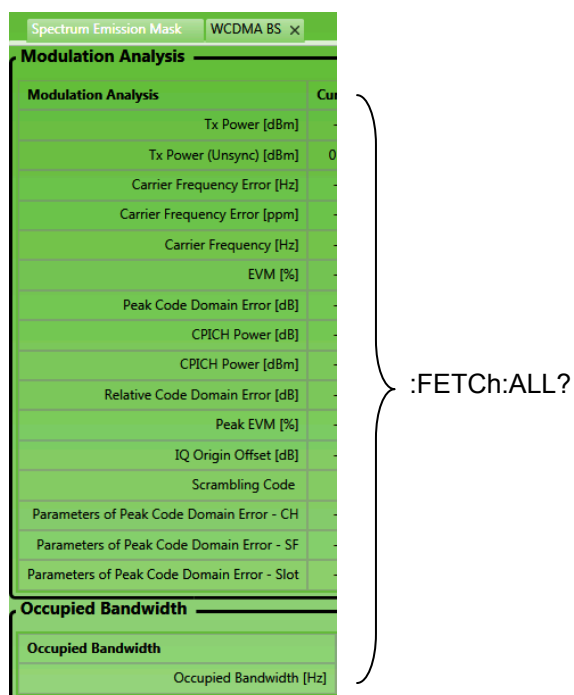 Spectrum Emission Mask WCDMA BS ×
Modulation Analysis
Modulation Analysis Cur
Tx Power [dBm] -
Tx Power (Unsync) [dBm] 0
Carrier Frequency Error [Hz] -
Carrier Frequency Error [ppm] -
Carrier Frequency [Hz] -
EVM [%] -
Peak Code Domain Error [dB] -
CPICH Power [dB] -
CPICH Power [dBm] -
:FETCh:ALL?
Relative Code Domain Error [dB] -
Peak EVM [%] -
IQ Origin Offset [dB] -
Scrambling Code
Parameters of Peak Code Domain Error - CH -
Parameters of Peak Code Domain Error - SF -
Parameters of Peak Code Domain Error - Slot -
Occupied Bandwidth
Occupied Bandwidth
Occupied Bandwidth [Hz]